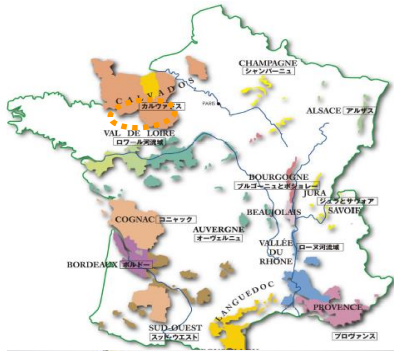 CHAMPAGNE
シャンパーニュ
CALVADOS
カルヴァドス
PARIS
ALSACE アルザス
VAL DE LOIRE
ロワール河流域
BOURGOGNE
ブルゴーニュとボジョレー
JURA
ジュラとサヴォア
SAVOIE
BEAUJOLAIS
COGNAC コニャック
AUVERGNE
オーヴェルニュ
VALLÉE
DU
RHÔNE
ローヌ河流域
BORDEAUX ボルドー
LANGUEDOC
PROVENCE
プロヴァンス
SUD-OUEST
スッド・ウエスト